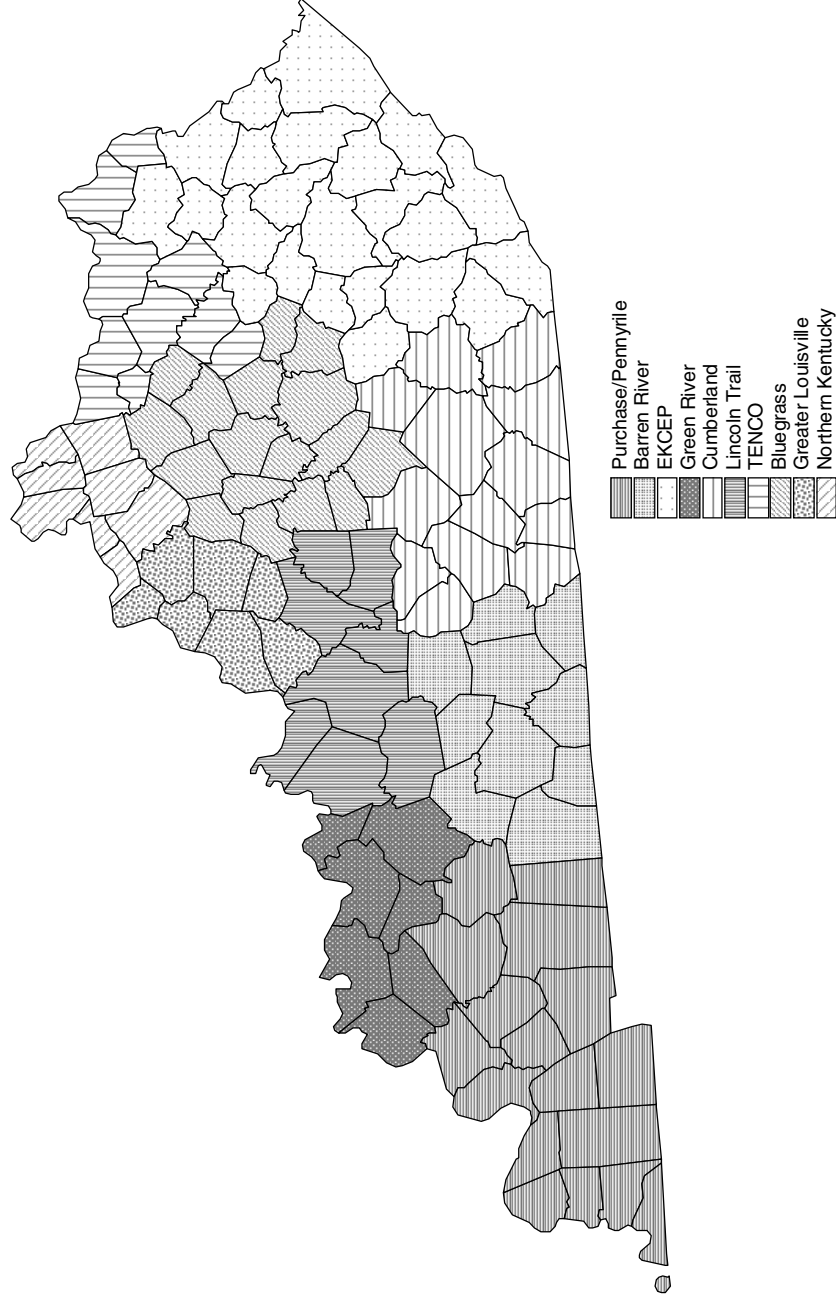 Purchase/Pennyrile
Barren River
EKCEP
Green River
Cumberland
Lincoln Trail
TENCO
Bluegrass
Greater Louisville
Northern Kentucky